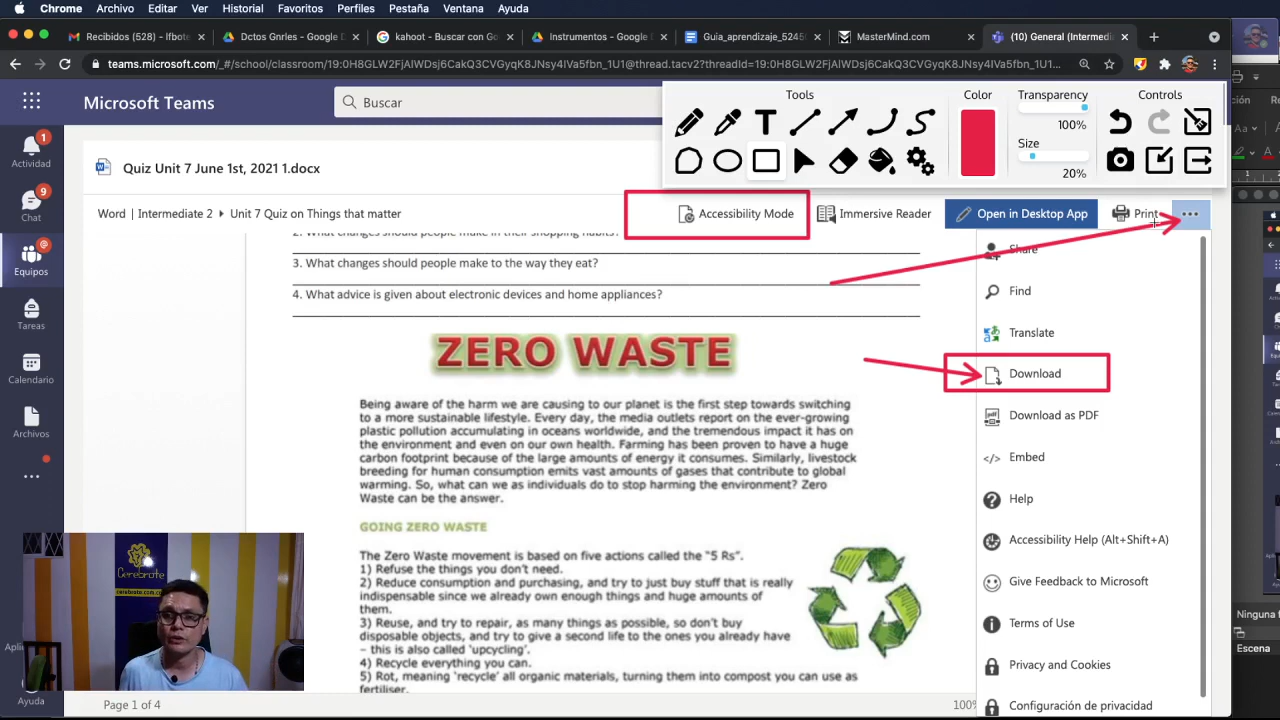 Chrome Archivo Editar Ver Historial Favoritos Perfiles Pestaña Ventana Ayuda
Recibidos (528) - lfbote
Dctos Gnrles - Google D
kahoot - Buscar con Go
Instrumentos - Google D
Guia_aprendizaje_5245
MasterMind.com
(10) General (Intermedi
teams.microsoft.com/_#/school/classroom/19:0H8GLW2FjAIWDsj6CakQ3CVCYgxqK8JNsy4IVa5fbn_1U1@thread.tacv2?threadId=19:0H8GLW2FjAIWDsj6CakQ3CVCYgxqK8JNsy4IVa5fbn_1U1...
Microsoft Teams
Buscar
Tools
Color
Transparency
Controls
100%
Size
20%
Actividad
1
Chat
9
Equipos
Tareas
Calendario
Archivos
Ayuda
Quiz Unit 7 June 1st, 2021 1.docx
Word | Intermediate 2 Unit 7 Quiz on Things that matter
Accessibility Mode
Immersive Reader
Open in Desktop App
Print
2. What changes should people make in their shopping habits?
3. What changes should people make to the way they eat?
4. What advice is given about electronic devices and home appliances?
ZERO WASTE
Being aware of the harm we are causing to our planet is the first step towards switching
to a more sustainable lifestyle. Every day, the media outlets report on the ever-growing
plastic pollution accumulating in oceans worldwide, and the tremendous impact it has on
the environment and even on our own health. Farming has been proven to have a huge
carbon footprint because of the large amounts of energy it consumes. Similarly, livestock
breeding for human consumption emits vast amounts of gases that contribute to global
warming. So, what can we as individuals do to stop harming the environment? Zero
Waste can be the answer.
GOING ZERO WASTE
The Zero Waste movement is based on five actions called the "5 Rs".
1) Refuse the things you don't need.
2) Reduce consumption and purchasing, and try to just buy stuff that is really
indispensable since we already own enough things and huge amounts of
them.
3) Reuse, and try to repair, as many things as possible, so don't buy
disposable objects, and try to give a second life to the ones you already have
– this is also called 'upcycling'.
4) Recycle everything you can.
5) Rot, meaning 'recycle' all organic materials, turning them into compost you can use as
fertiliser.
Share
Find
Translate
Download
Download as PDF
Embed
Help
Accessibility Help (Alt+Shift+A)
Give Feedback to Microsoft
Terms of Use
Privacy and Cookies
Configuración de privacidad
Page 1 of 4
100%
Cerebrate
Ninguna f
Escena